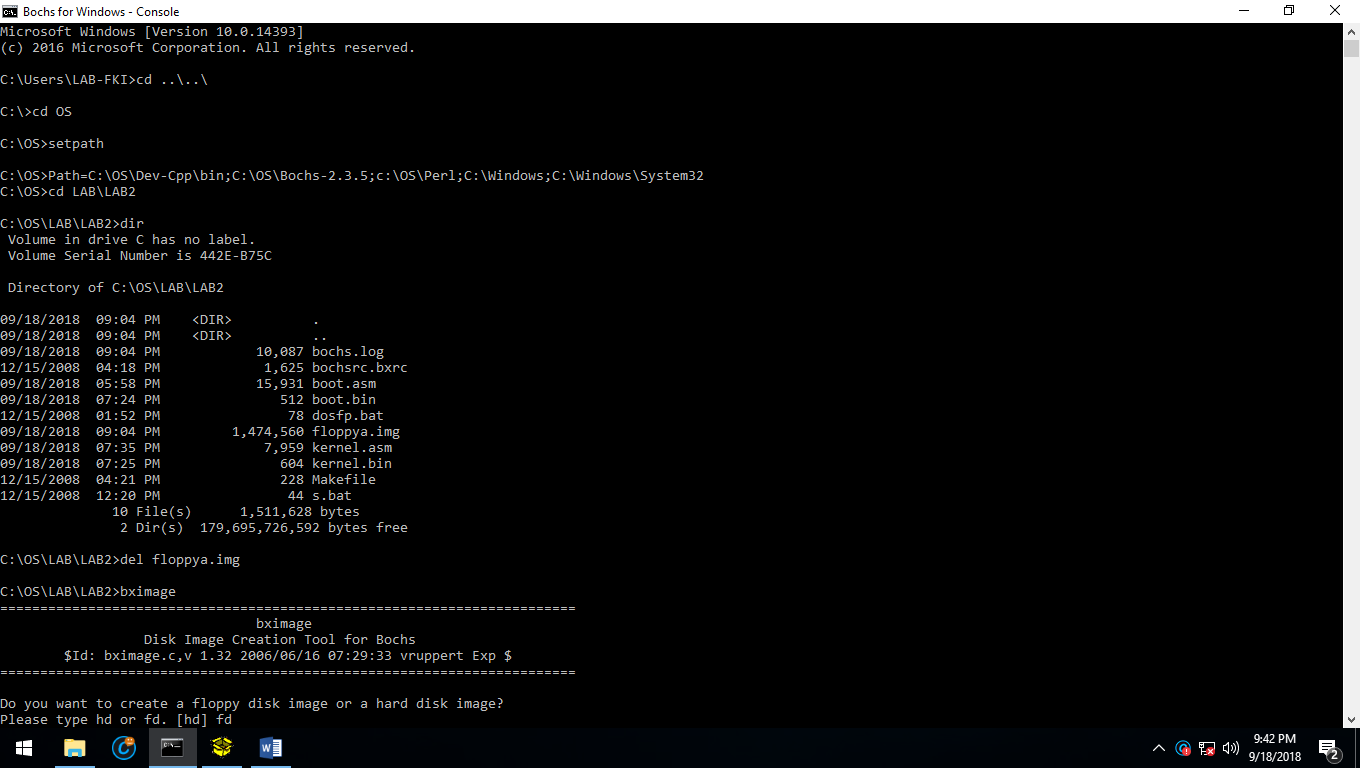 Bochs for Windows - Console
Microsoft Windows [Version 10.0.14393]
(c) 2016 Microsoft Corporation. All rights reserved.
C:\Users\LAB-FKI>cd ..\..\
C:\>cd OS
C:\OS>setpath
C:\OS>Path=C:\OS\Dev-Cpp\bin;C:\OS\Bochs-2.3.5;c:\OS\Perl;C:\Windows;C:\Windows\System32
C:\OS>cd LAB\LAB2
C:\OS\LAB\LAB2>dir
Volume in drive C has no label.
Volume Serial Number is 442E-B75C
Directory of C:\OS\LAB\LAB2
09/18/2018  09:04 PM    <DIR>          .
09/18/2018  09:04 PM    <DIR>          ..
09/18/2018  09:04 PM            10,087 bochs.log
12/15/2008  04:18 PM             1,625 bochsrc.bxrc
09/18/2018  05:58 PM            15,931 boot.asm
09/18/2018  07:24 PM               512 boot.bin
12/15/2008  01:52 PM                78 dosfp.bat
09/18/2018  09:04 PM         1,474,560 floppya.img
09/18/2018  07:35 PM             7,959 kernel.asm
09/18/2018  07:25 PM               604 kernel.bin
12/15/2008  04:21 PM               228 Makefile
12/15/2008  12:20 PM                44 s.bat
10 File(s)      1,511,628 bytes
2 Dir(s)  179,695,726,592 bytes free
C:\OS\LAB\LAB2>del floppya.img
C:\OS\LAB\LAB2>bximage
========================================================================
bximage
Disk Image Creation Tool for Bochs
$Id: bximage.c,v 1.32 2006/06/16 07:29:33 vruppert Exp $
========================================================================
Do you want to create a floppy disk image or a hard disk image?
Please type hd or fd. [hd] fd
9:42 PM
9/18/2018
2